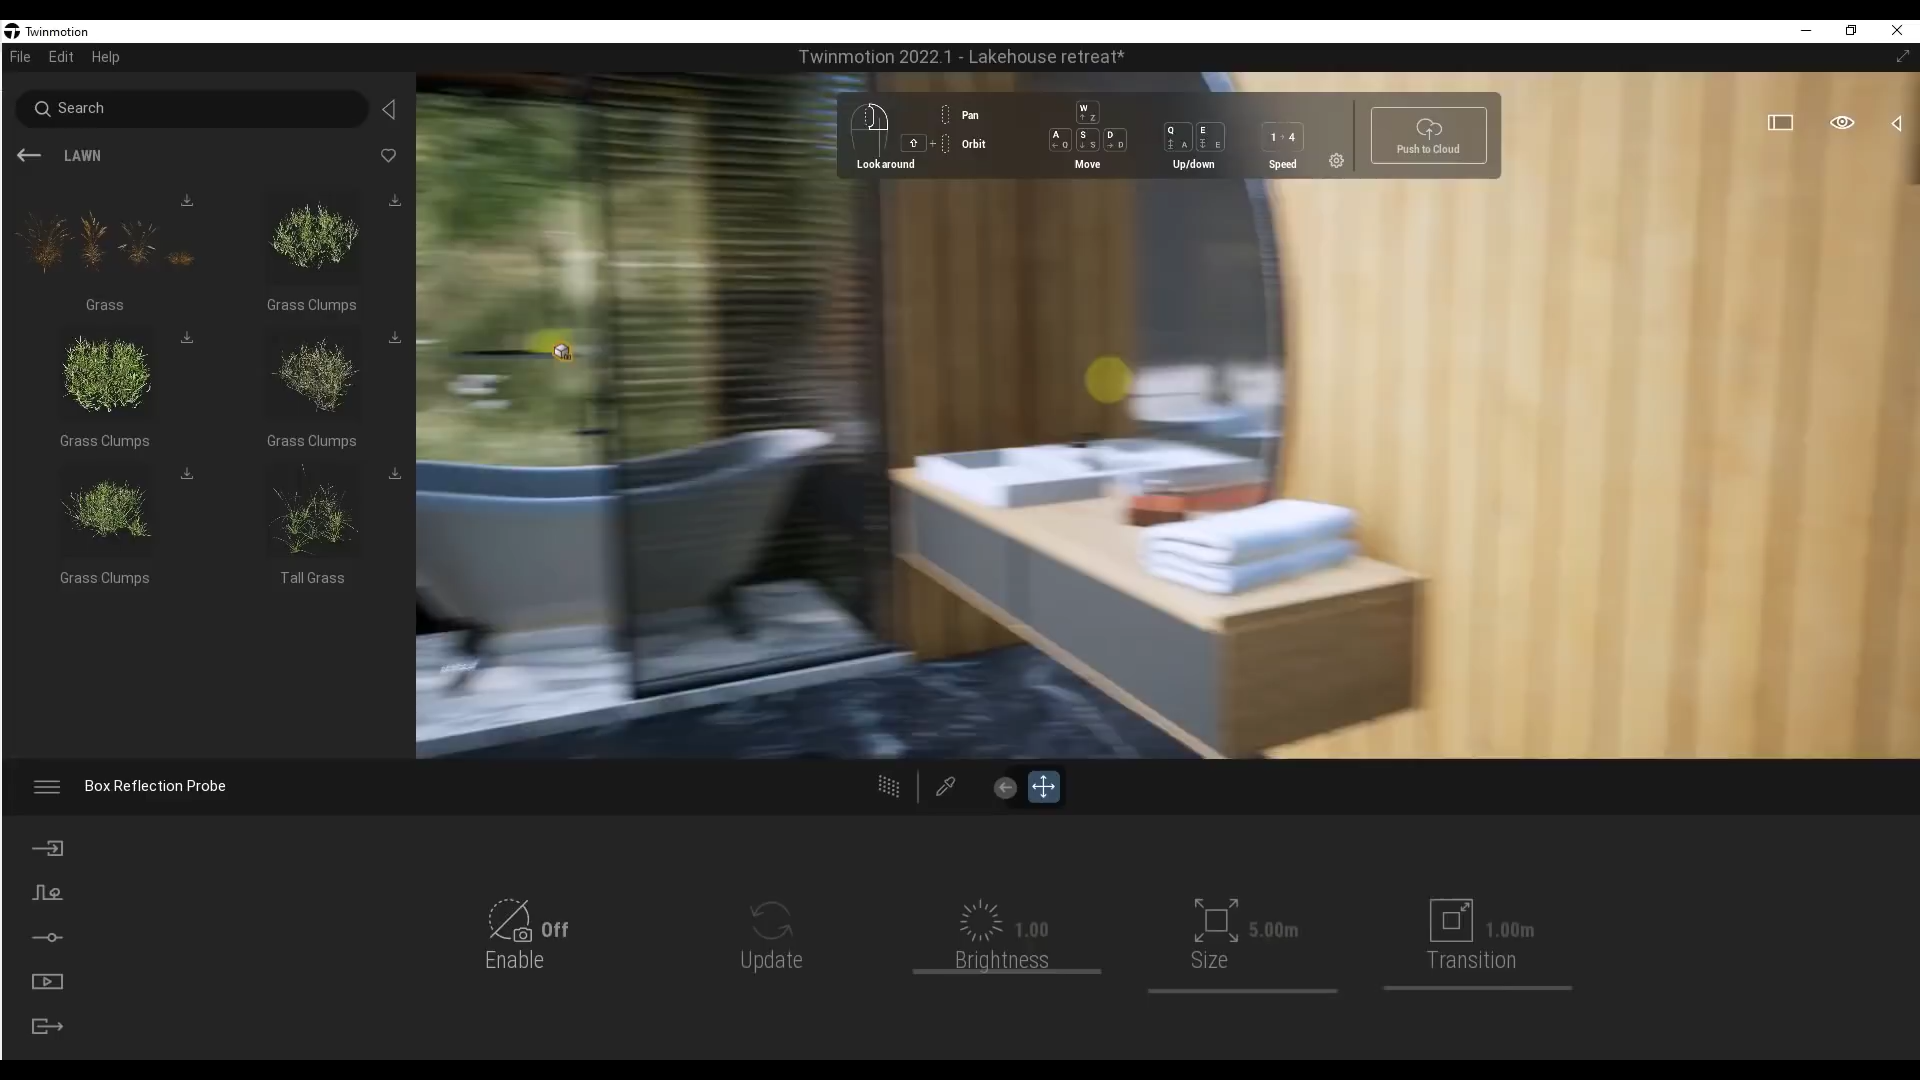 Twinmotion
File Edit Help
Twinmotion 2022.1 - Lakehouse retreat*
Search
LAWN
Grass
Grass Clumps
Grass Clumps
Grass Clumps
Grass Clumps
Tall Grass
Pan
Orbit
Look around
W
Z
A
Q
S
S
D
D
Move
Q
A
E
E
Up/down
1 4
Speed
Push to Cloud
Box Reflection Probe
Off
Enable
Update
1.00
Brightness
5.00m
Size
1.00m
Transition